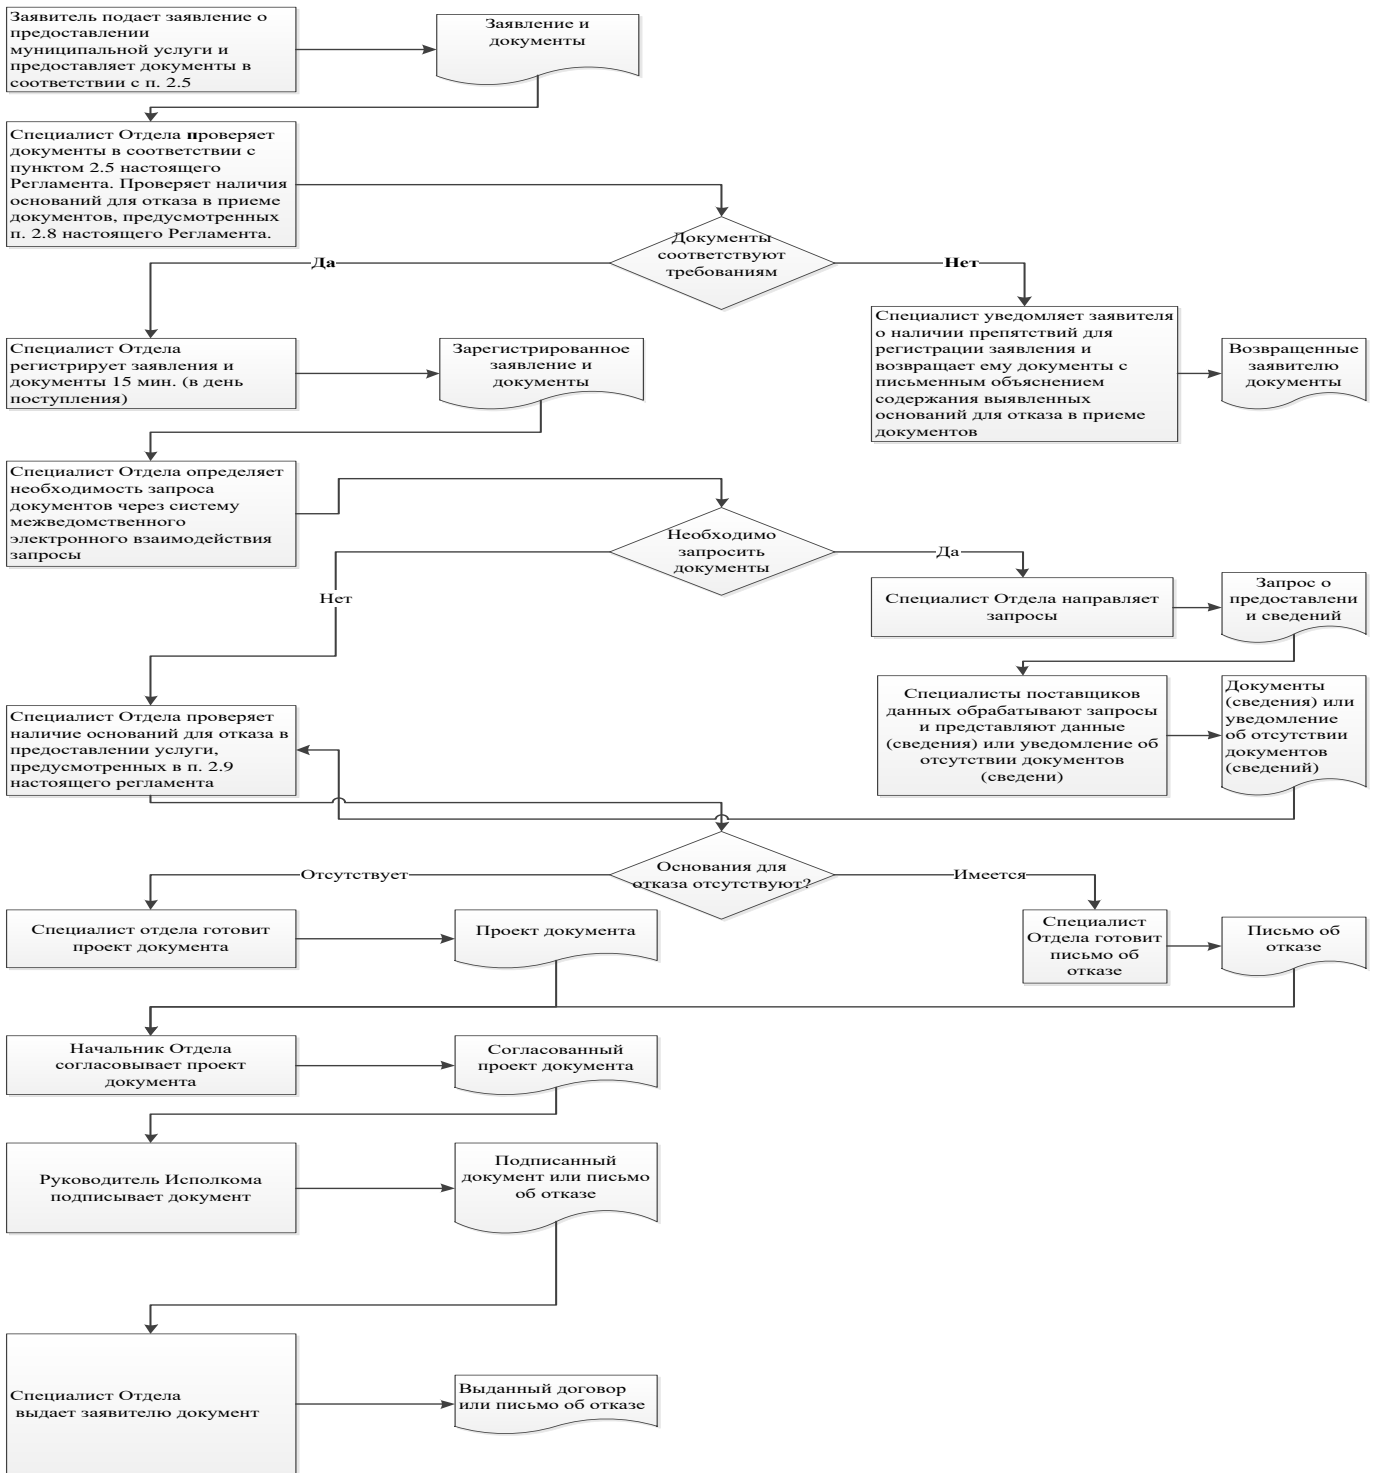 Заявитель подает заявление о
предоставлении
муниципальной услуги и
предоставляет документы в
соответствии с п. 2.5
Заявление и
документы
Специалист Отдела проверяет
документы в соответствии с
пунктом 2.5 настоящего
Регламента. Проверяет наличия
оснований для отказа в приеме
документов, предусмотренных
п. 2.8 настоящего Регламента.
Документы
соответствуют
требованиям
Да
Нет
Специалист Отдела
регистрирует заявления и
документы 15 мин. (в день
поступления)
Зарегистрированное
заявление и
документы
Специалист уведомляет заявителя
о наличии препятствий для
регистрации заявления и
возвращает ему документы с
письменным объяснением
содержания выявленных
оснований для отказа в приеме
документов
Возвращенные
заявителю
документы
Специалист Отдела определяет
необходимость запроса
документов через систему
межведомственного
электронного взаимодействия
запросы
Необходимо
запросить
документы
Да
Нет
Специалист Отдела направляет
запросы
Запрос о
предоставлени
и сведений
Специалисты поставщиков
данных обрабатывают запросы
и представляют данные
(сведения) или уведомление об
отсутствии документов
(сведени)
Документы
(сведения) или
уведомление
об отсутствии
документов
(сведений)
Специалист Отдела проверяет
наличие оснований для отказа в
предоставлении услуги,
предусмотренных в п. 2.9
настоящего регламента
Основания для
отказа отсутствуют?
Отсутствует
Имеется
Специалист отдела готовит
проект документа
Проект документа
Специалист
Отдела готовит
письмо об
отказе
Письмо об
отказе
Начальник Отдела
согласовывает проект
документа
Согласованный
проект документа
Руководитель Исполкома
подписывает документ
Подписанный
документ или письмо
об отказе
Специалист Отдела
выдает заявителю документ
Выданный договор
или письмо об отказе